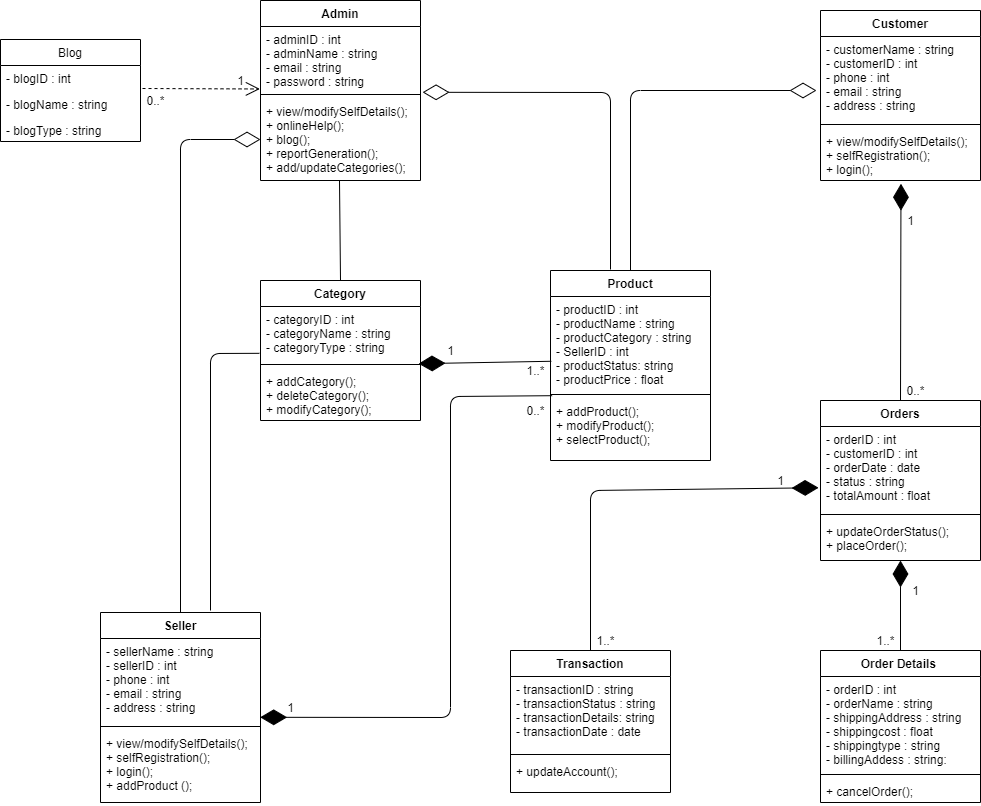 Blog
- blogID : int
- blogName : string
- blogType : string
1
0..*
Admin
- adminID : int
- adminName : string
- email : string
- password : string
+ view/modifySelfDetails();
+ onlineHelp();
+ blog();
+ reportGeneration();
+ add/updateCategories();
Customer
- customerName : string
- customerID : int
- phone : int
- email : string
- address : string
+ view/modifySelfDetails();
+ selfRegistration();
+ login();
1
0..*
Category
- categoryID : int
- categoryName : string
- categoryType : string
+ addCategory();
+ deleteCategory();
+ modifyCategory();
1
1..*
0..*
Product
- productID : int
- productName : string
- productCategory : string
- SellerID : int
- productStatus: string
- productPrice : float
+ addProduct();
+ modifyProduct();
+ selectProduct();
Orders
- orderID : int
- customerID : int
- orderDate : date
- status : string
- totalAmount : float
+ updateOrderStatus();
+ placeOrder();
1
1
1..*
1..*
Seller
- sellerName : string
- sellerID : int
- phone : int
- email : string
- address : string
+ view/modifySelfDetails();
+ selfRegistration();
+ login();
+ addProduct ();
1
Transaction
- transactionID : string
- transactionStatus : string
- transactionDetails: string
- transactionDate : date
+ updateAccount();
Order Details
- orderID : int
- orderName : string
- shippingAddress : string
- shippingcost : float
- shippingtype : string
- billingAddess : string:
+ cancelOrder();